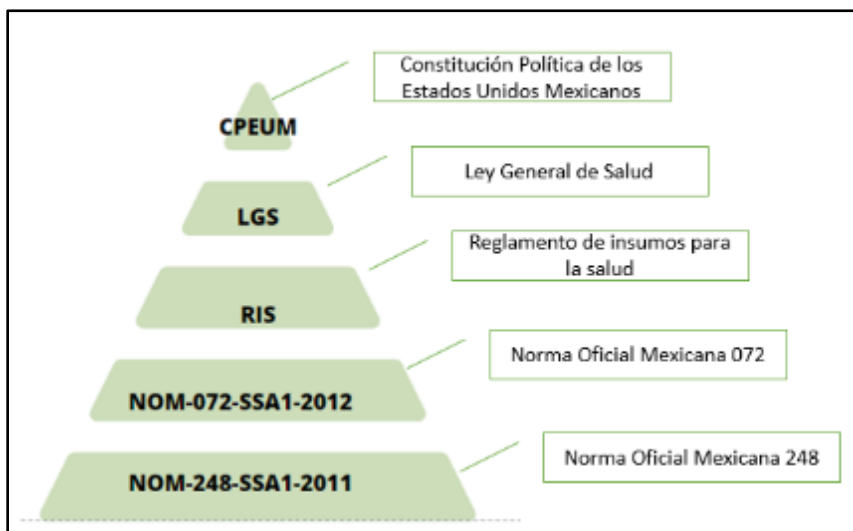 Constitución Política de los
Estados Unidos Mexicanos
CPEUM
Ley General de Salud
LGS
Reglamento de insumos para
la salud
RIS
Norma Oficial Mexicana 072
NOM-072-SSA1-2012
Norma Oficial Mexicana 248
NOM-248-SSA1-2011